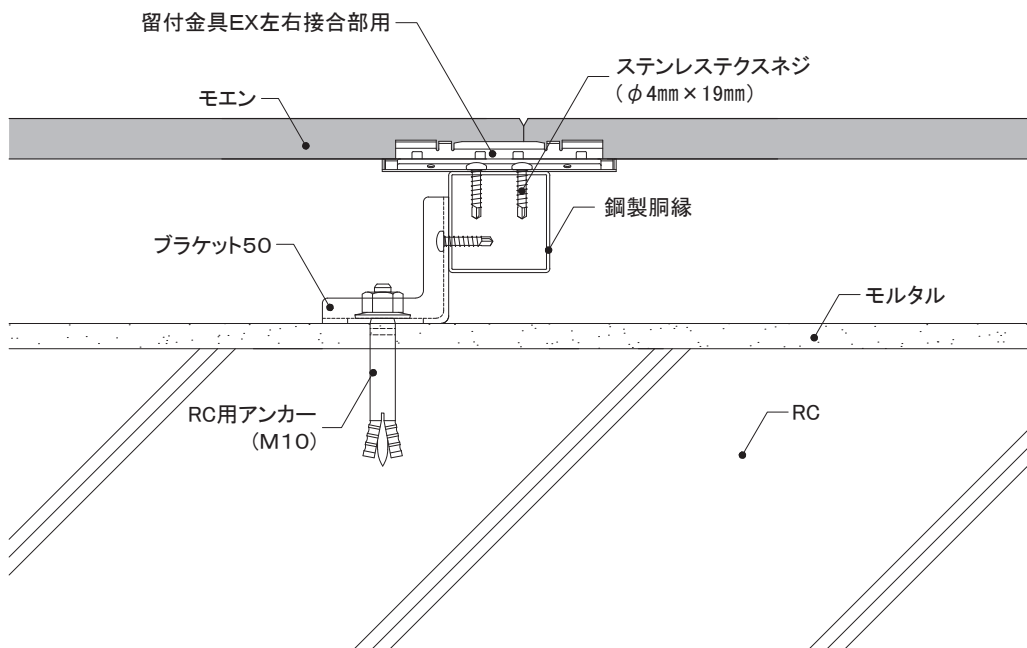 留付金具EX左右接合部用
ステンレステクスネジ
(φ4mm×19mm)
モエン
鋼製胴縁
ブラケット50
モルタル
RC用アンカー
(M10)
RC